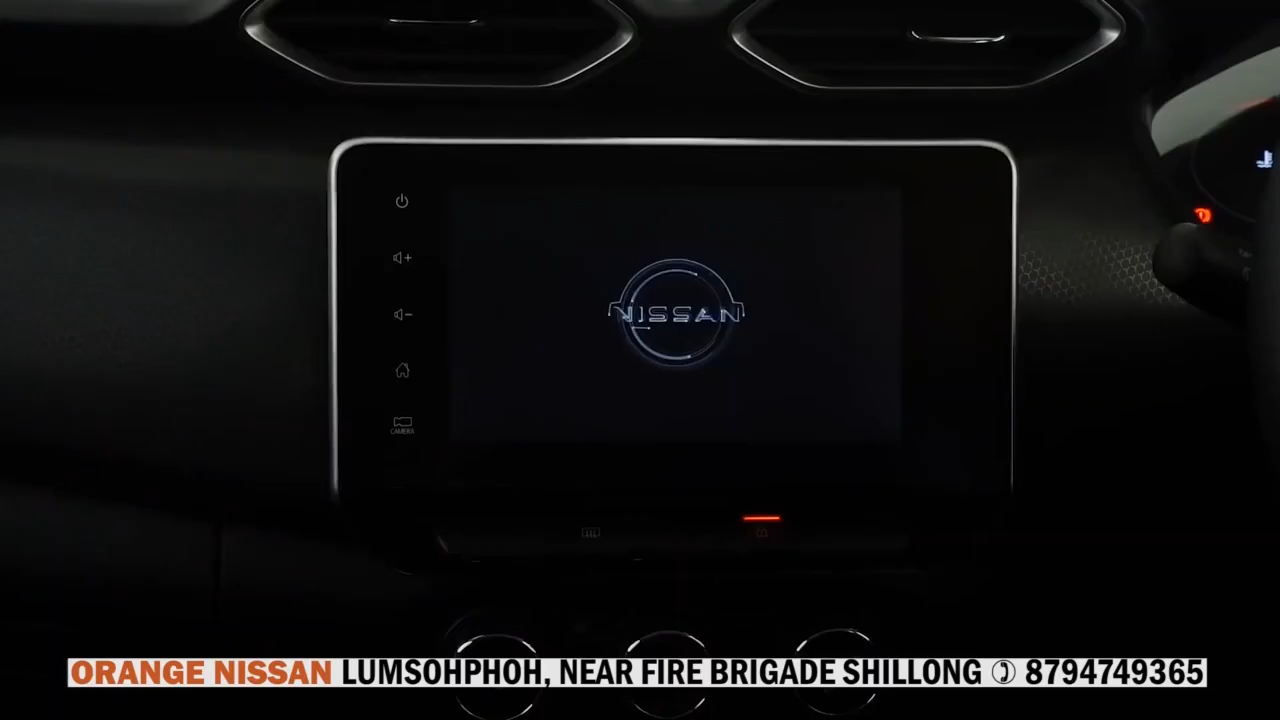 NISSAN
CAMERA
ORANGE NISSAN LUMSOHPHOH, NEAR FIRE BRIGADE SHILLONG ✆ 8794749365